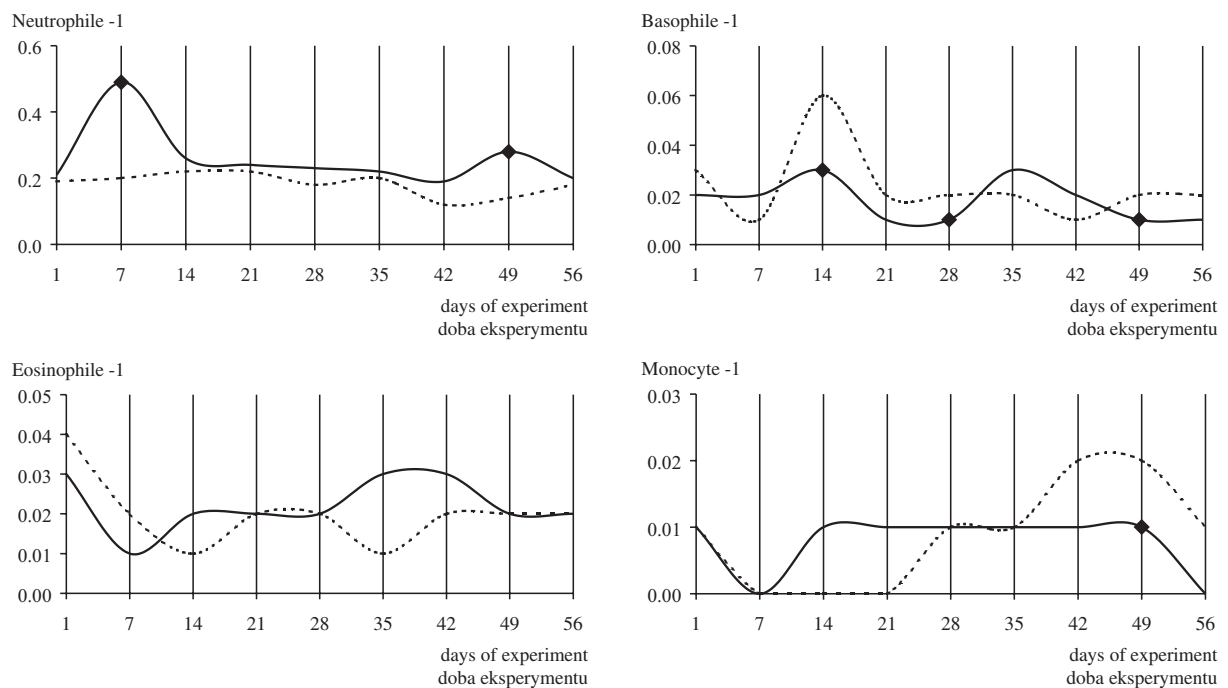 Neutrophile -1
0.6
0.4
0.2
0.0
1 7 14 21 28 35 42 49 56
days of experiment
doba eksperymentu
Basophile -1
0.08
0.06
0.04
0.02
0.00
1 7 14 21 28 35 42 49 56
days of experiment
doba eksperymentu
Eosinophile -1
0.05
0.04
0.03
0.02
0.01
0.00
1 7 14 21 28 35 42 49 56
days of experiment
doba eksperymentu
Monocyte -1
0.03
0.02
0.01
0.00
1 7 14 21 28 35 42 49 56
days of experiment
doba eksperymentu